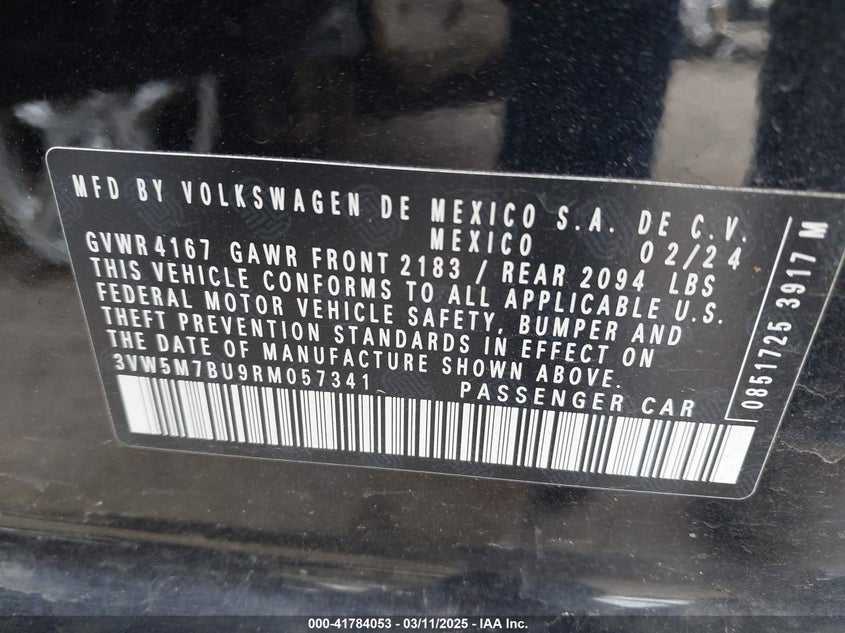 MFD BY VOLKSWAGEN DE MEXICO S.A. DE C.V.
MEXICO 02/24
GVWR 4167 GAWR FRONT 2183 / REAR 2094 LBS
THIS VEHICLE CONFORMS TO ALL APPLICABLE U.S.
FEDERAL MOTOR VEHICLE SAFETY, BUMPER AND
THEFT PREVENTION STANDARDS IN EFFECT ON
THE DATE OF MANUFACTURE SHOWN ABOVE.
3VW5M7BU9RM057341 PASSENGER CAR
0851725 3917 M
000-41784053 - 03/11/2025 - IAA Inc.